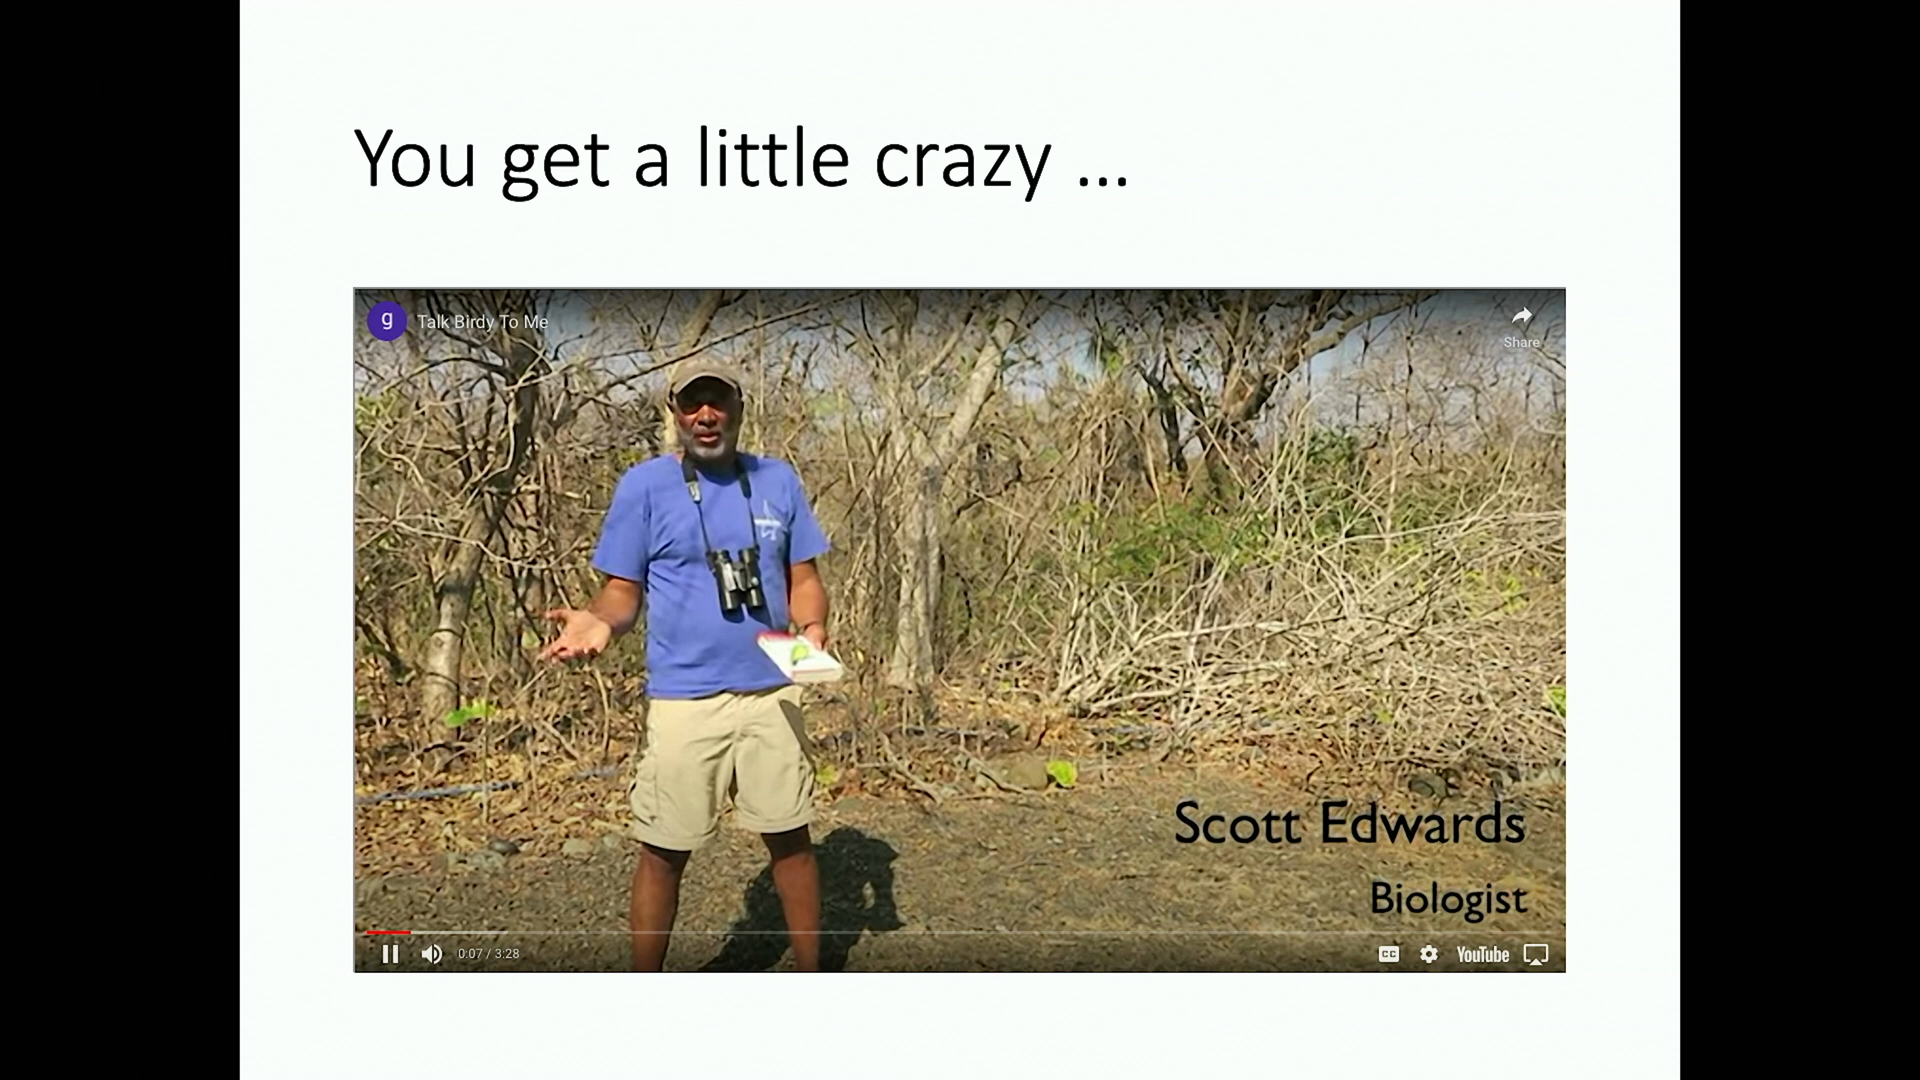 You get a little crazy ...
g
Talk Birdy To Me
Share
Scott Edwards
Biologist
0:07 / 3:28
CC
YouTube